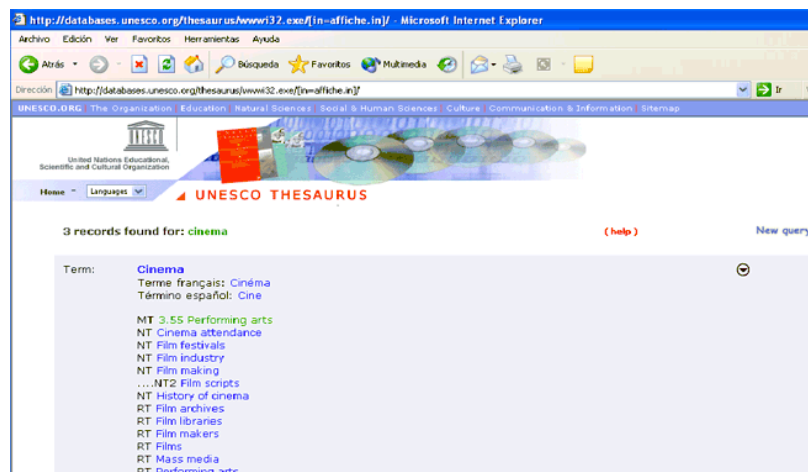 http://databases.unesco.org/thesaurus/wwwi32.exe/[in=affiche.in]/ - Microsoft Internet Explorer
Archivo Edición Ver Favoritos Herramientas Ayuda
Atrás Búsqueda Favoritos Multimedia
Dirección http://databases.unesco.org/thesaurus/wwwi32.exe/[in=affiche.in]/ Ir
UNESCO.ORG | The Organization | Education | Natural Sciences | Social & Human Sciences | Culture | Communication & Information | Sitemap
United Nations Educational,
Scientific and Cultural Organization
Home Languages
UNESCO THESAURUS
3 records found for: cinema (help) New query
Term: Cinema
Terme français: Cinéma
Término español: Cine
MT 3.55 Performing arts
NT Cinema attendance
NT Film festivals
NT Film industry
NT Film making
....NT2 Film scripts
NT History of cinema
RT Film archives
RT Film libraries
RT Film makers
RT Films
RT Mass media
RT Performing arts